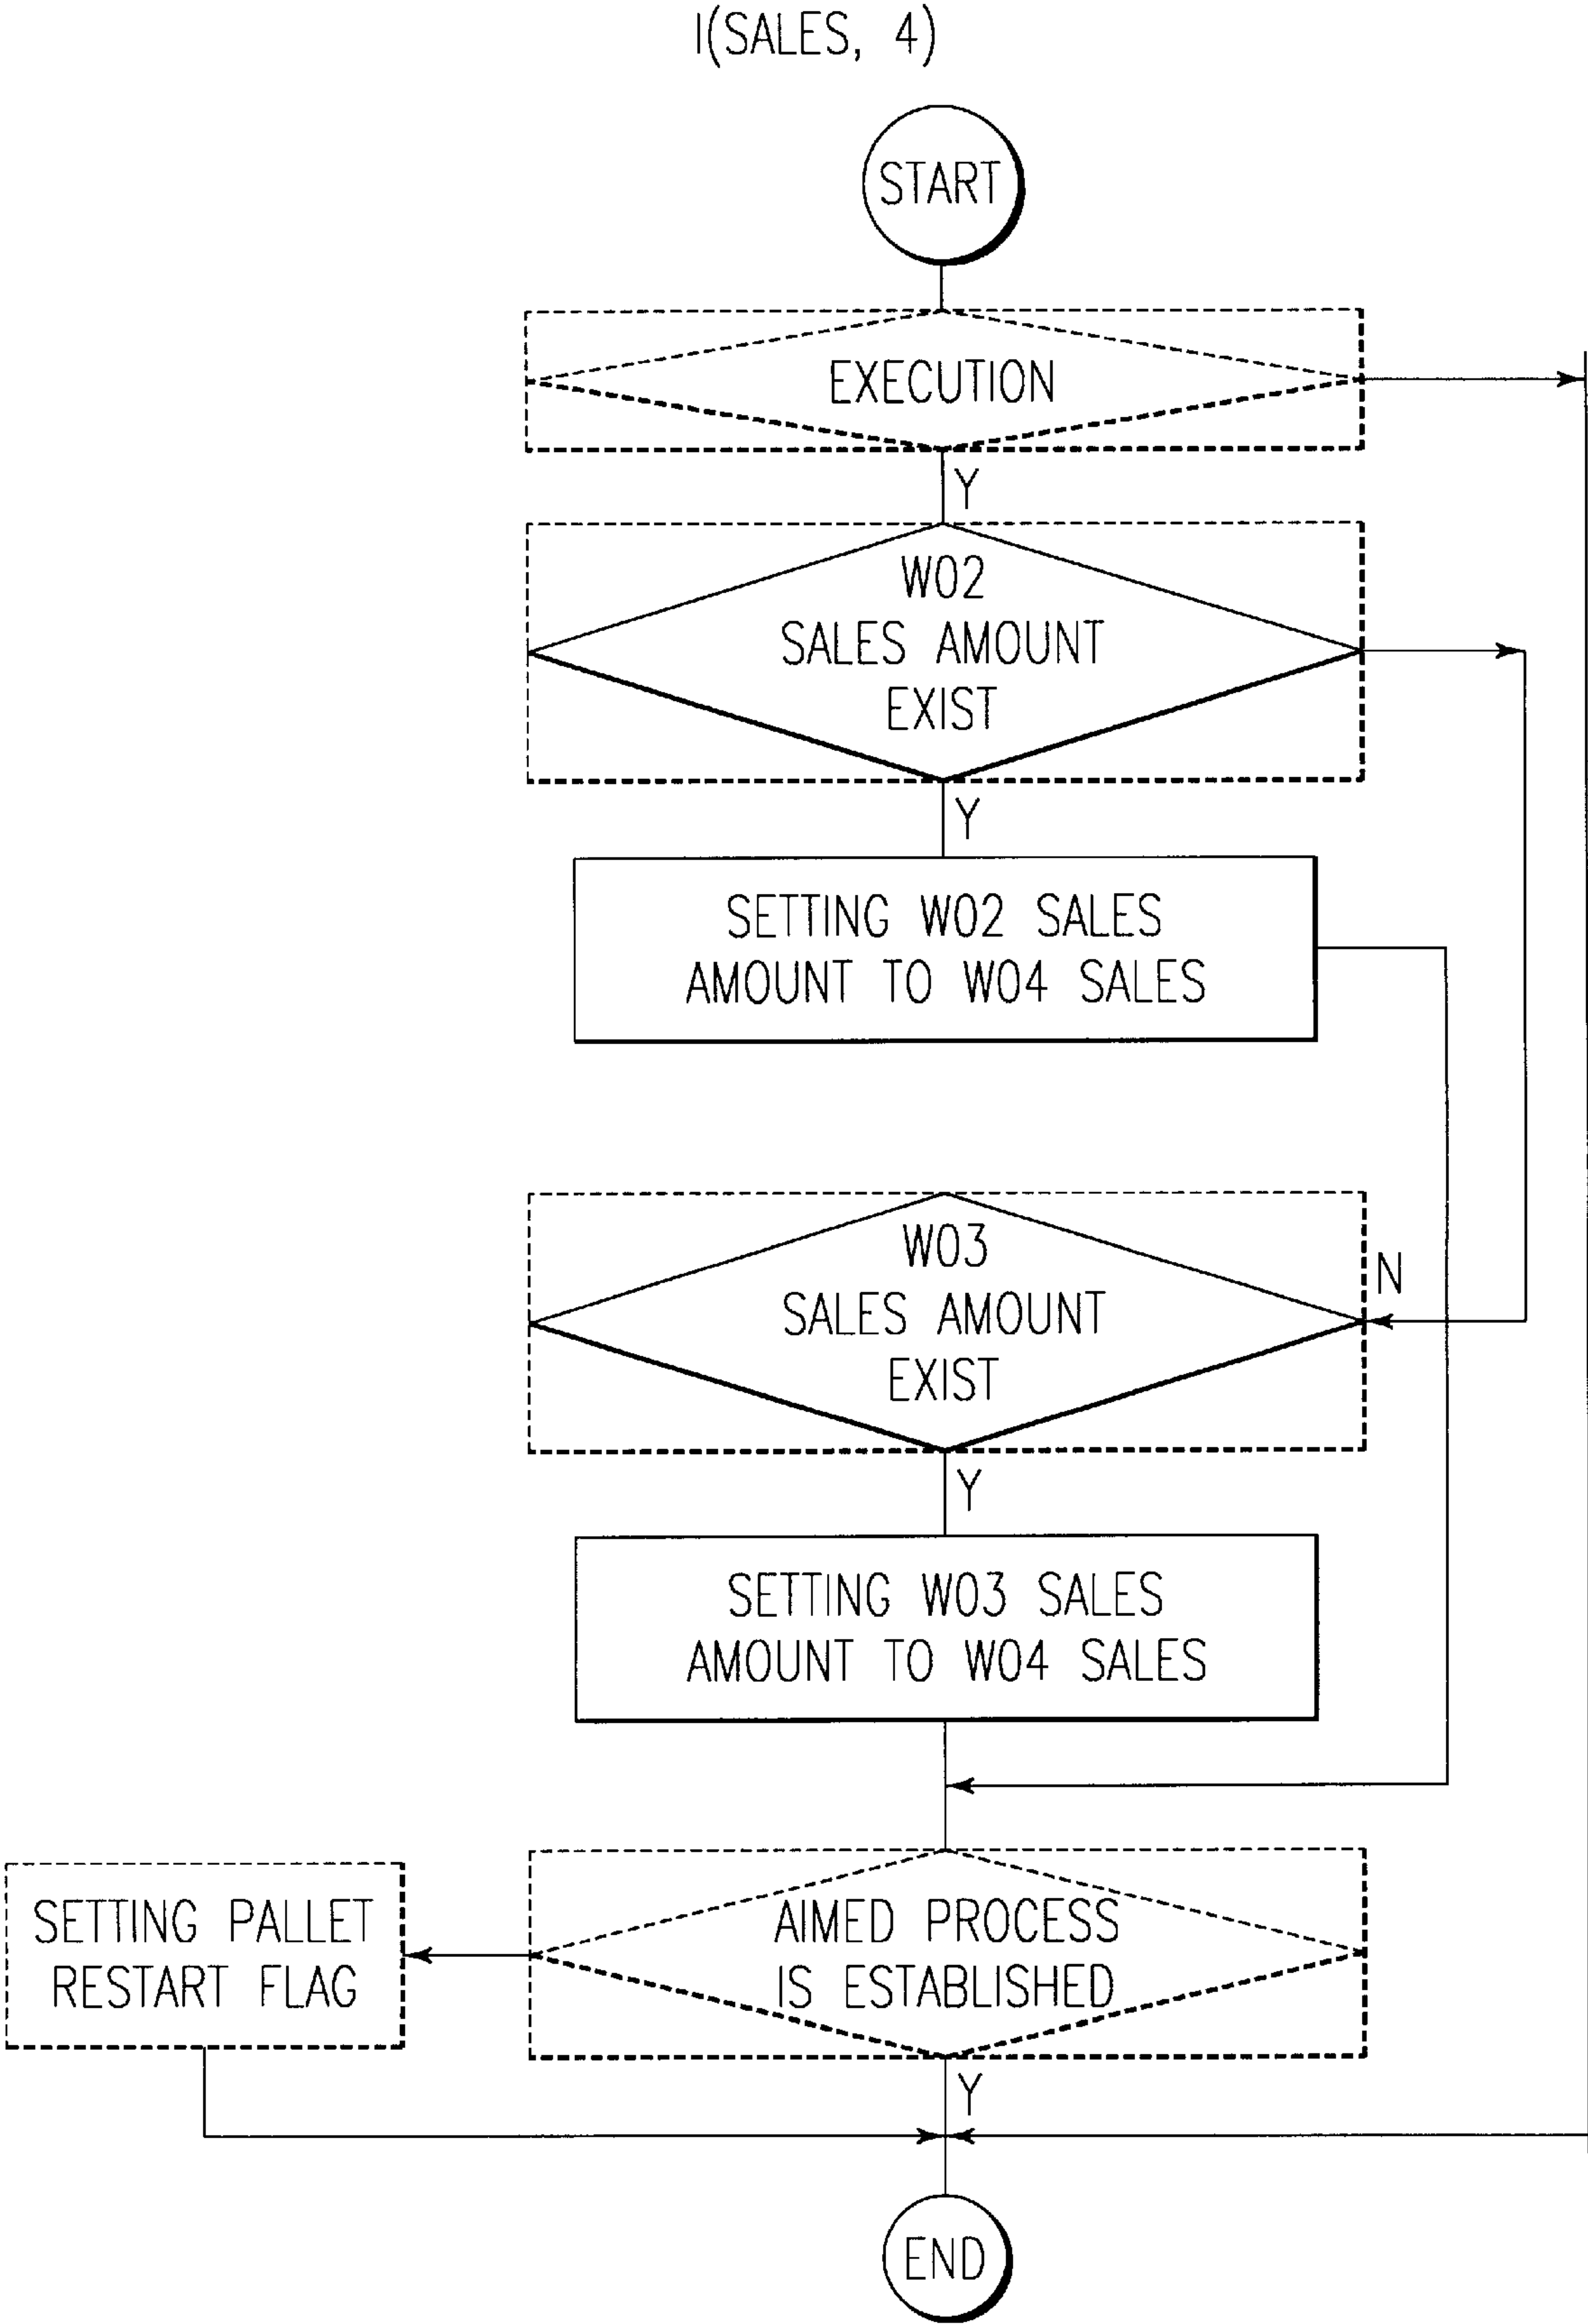 I(SALES, 4)
START
EXECUTION
Y
W02
SALES AMOUNT
EXIST
Y
SETTING W02 SALES
AMOUNT TO W04 SALES
W03
SALES AMOUNT
EXIST
N
Y
SETTING W03 SALES
AMOUNT TO W04 SALES
AIMED PROCESS
IS ESTABLISHED
SETTING PALLET
RESTART FLAG
Y
END